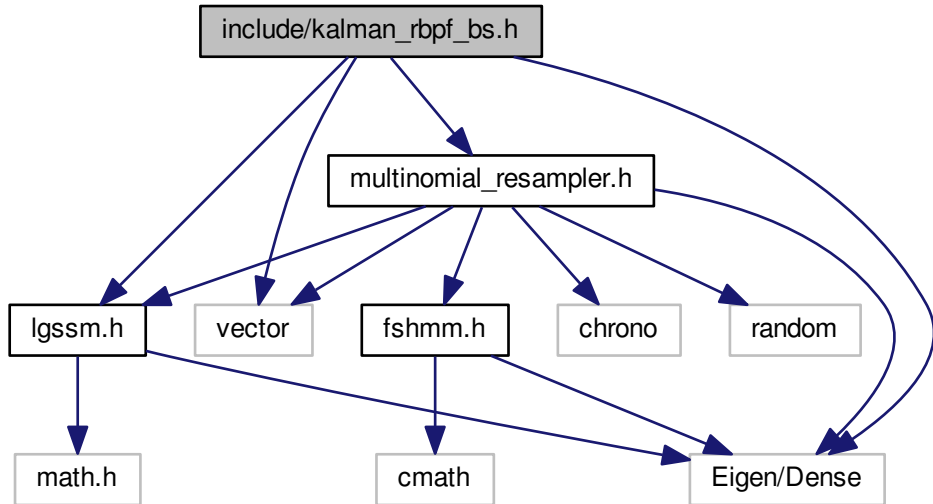 include/kalman_rbpf_bs.h
multinomial_resampler.h
lgssm.h
vector
fshmm.h
chrono
random
math.h
cmath
Eigen/Dense